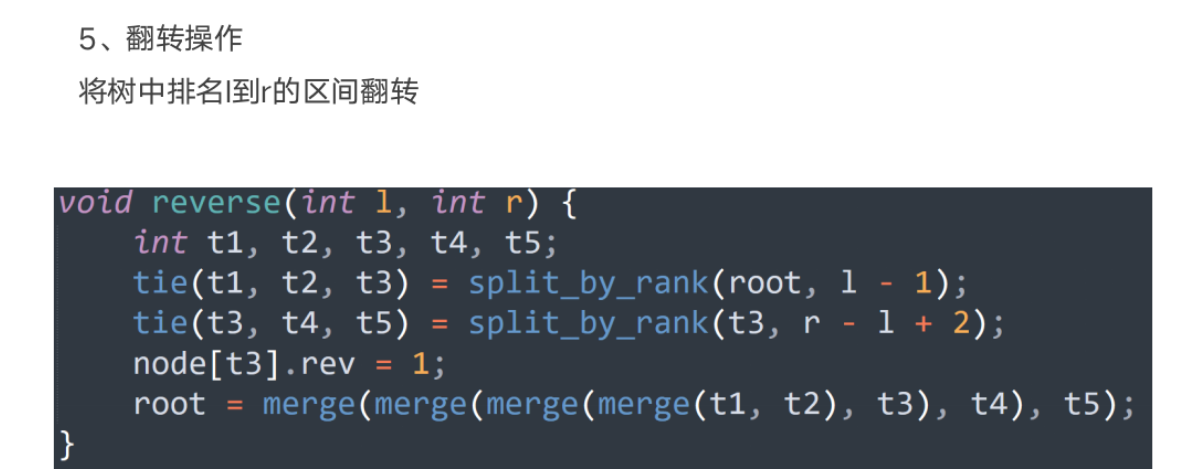 5、翻转操作
将树中排名l到r的区间翻转
void reverse(int l, int r) {
    int t1, t2, t3, t4, t5;
    tie(t1, t2, t3) = split_by_rank(root, l - 1);
    tie(t3, t4, t5) = split_by_rank(t3, r - l + 2);
    node[t3].rev = 1;
    root = merge(merge(merge(merge(t1, t2), t3), t4), t5);
}